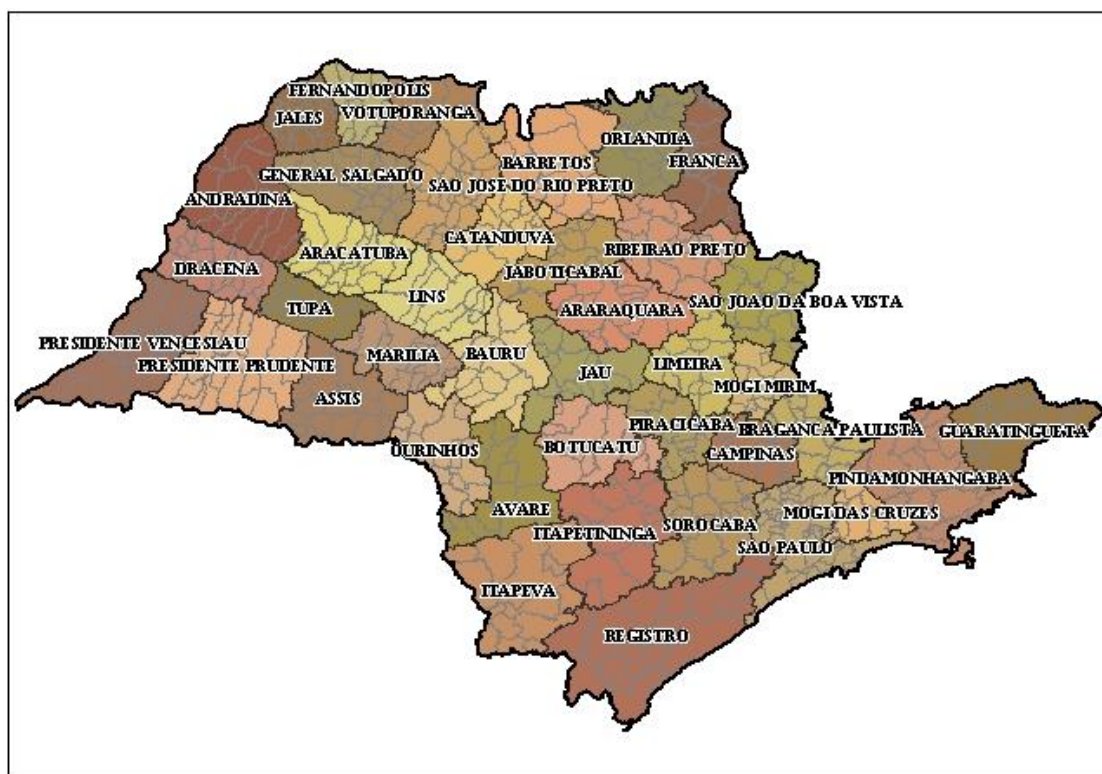 FERNANDOPOLIS
VOTUPORANGA
JALES
ORLANDIA
BARRETOS
FRANCA
GENERAL SALGADO
SAO JOSE DO RIO PRETO
ANDRADINA
CATANDUVA
RIBEIRAO PRETO
ARACATUBA
DRACENA
JABOTICABAL
LINS
SAO JOAO DA BOA VISTA
TUPA
ARARAQUARA
PRESIDENTE VENCESLAU
MARILIA
BAURU
PRESIDENTE PRUDENTE
JAU
LIMEIRA
MOGI MIRIM
ASSIS
PIRACICABA
BRAGANCA PAULISTA
GUARATINGUETA
OURINHOS
BOTUCATU
CAMPINAS
PINDAMONHANGABA
AVARE
MOGI DAS CRUZES
ITAPETININGA
SOROCABA
SAO PAULO
ITAPEVA
REGISTRO